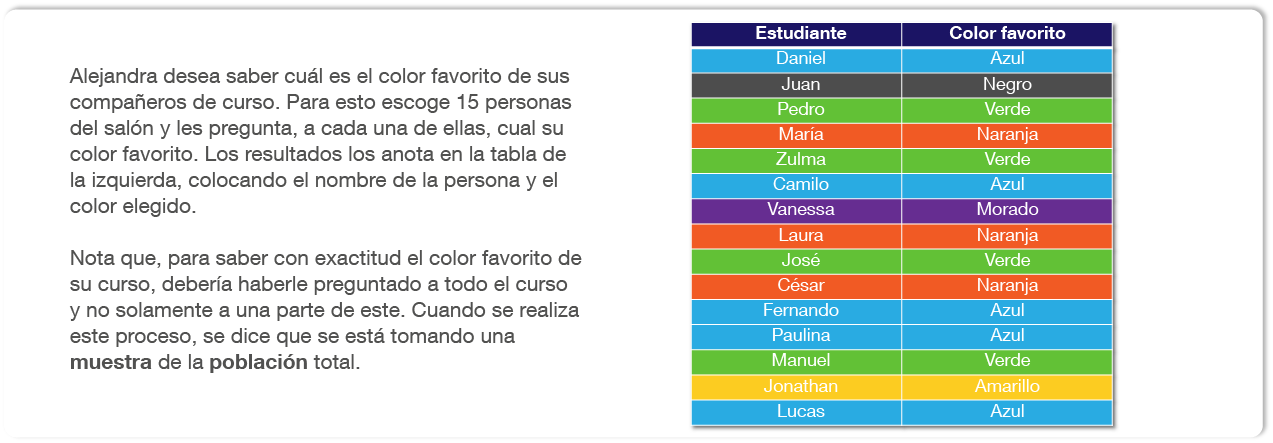 Alejandra desea saber cuál es el color favorito de sus
compañeros de curso. Para esto escoge 15 personas
del salón y les pregunta, a cada una de ellas, cual su
color favorito. Los resultados los anota en la tabla de
la izquierda, colocando el nombre de la persona y el
color elegido.
Nota que, para saber con exactitud el color favorito de
su curso, debería haberle preguntado a todo el curso
y no solamente a una parte de este. Cuando se realiza
este proceso, se dice que se está tomando una
muestra de la población total.
Estudiante Color favorito
Daniel Azul
Juan Negro
Pedro Verde
María Naranja
Zulma Verde
Camilo Azul
Vanessa Morado
Laura Naranja
José Verde
César Naranja
Fernando Azul
Paulina Azul
Manuel Verde
Jonathan Amarillo
Lucas Azul